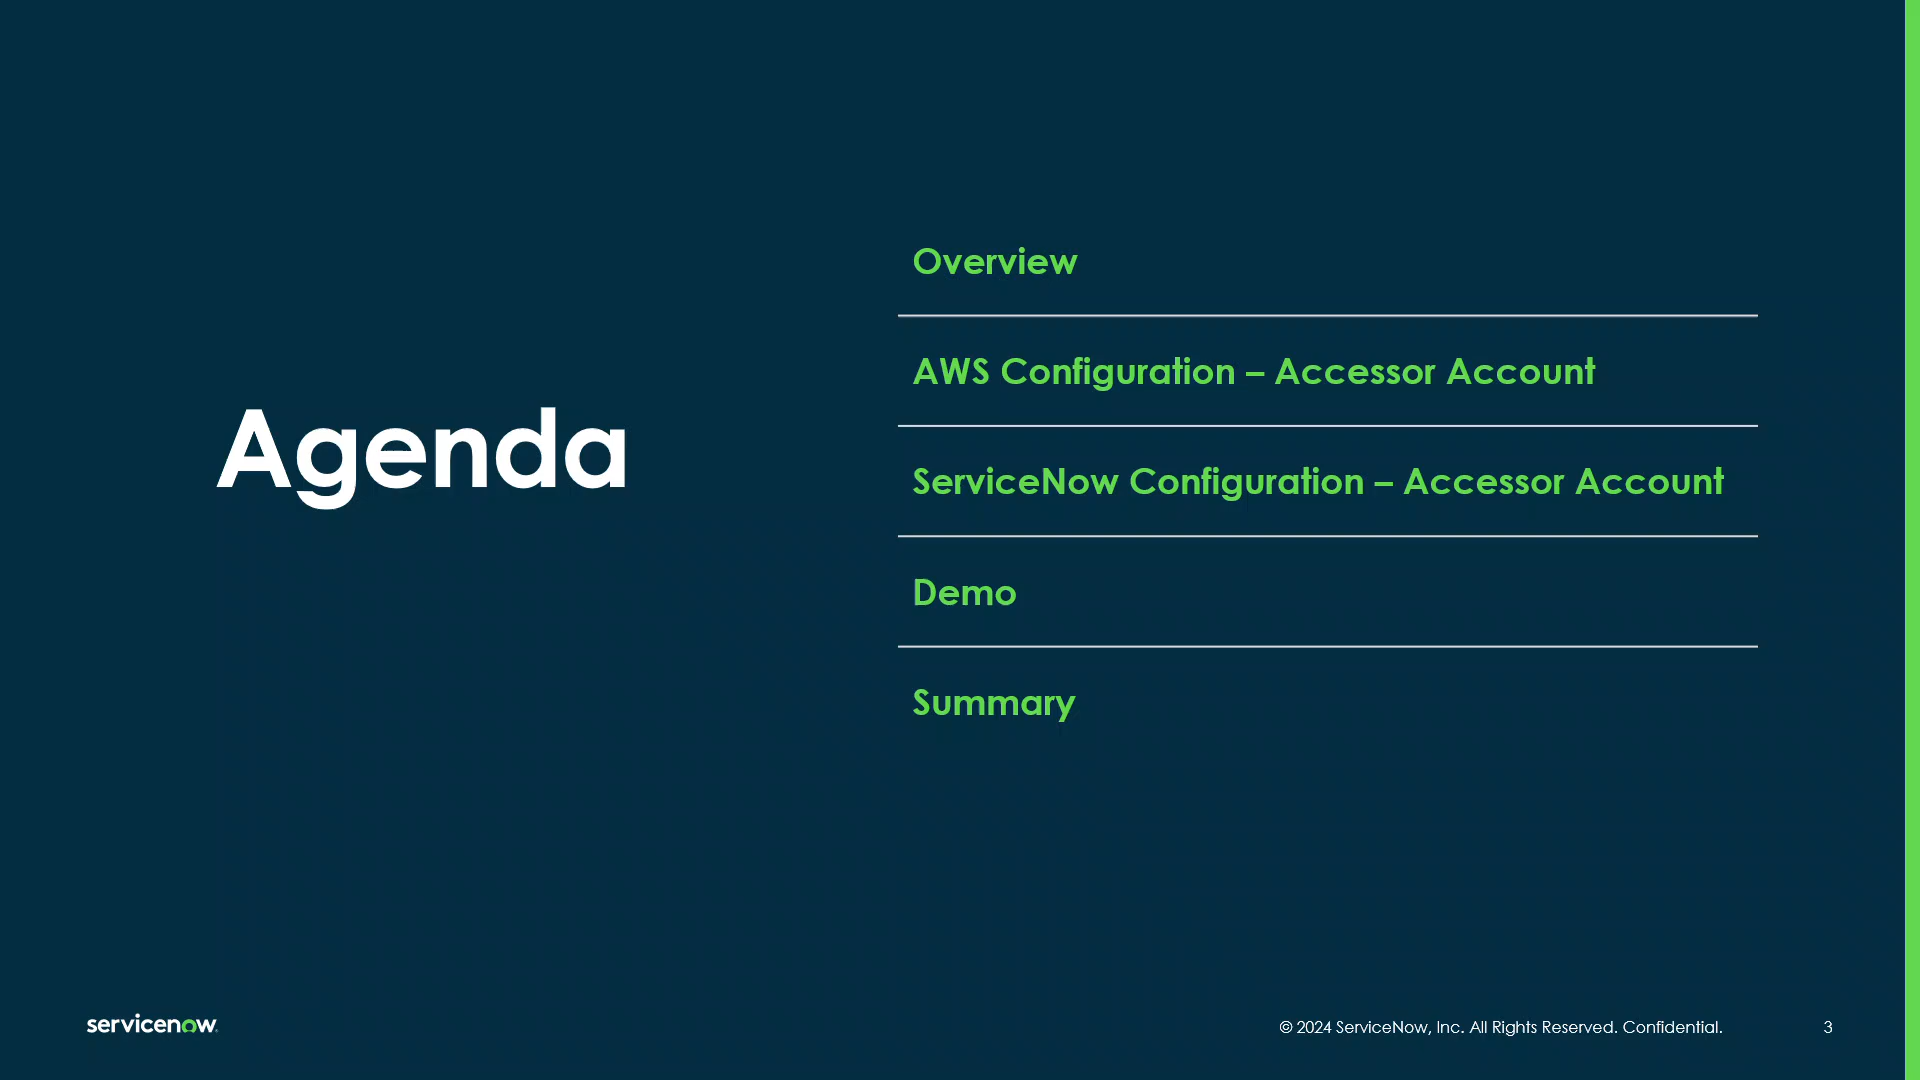 Agenda
Overview
AWS Configuration – Accessor Account
ServiceNow Configuration – Accessor Account
Demo
Summary
servicenow
© 2024 ServiceNow, Inc. All Rights Reserved. Confidential.
3